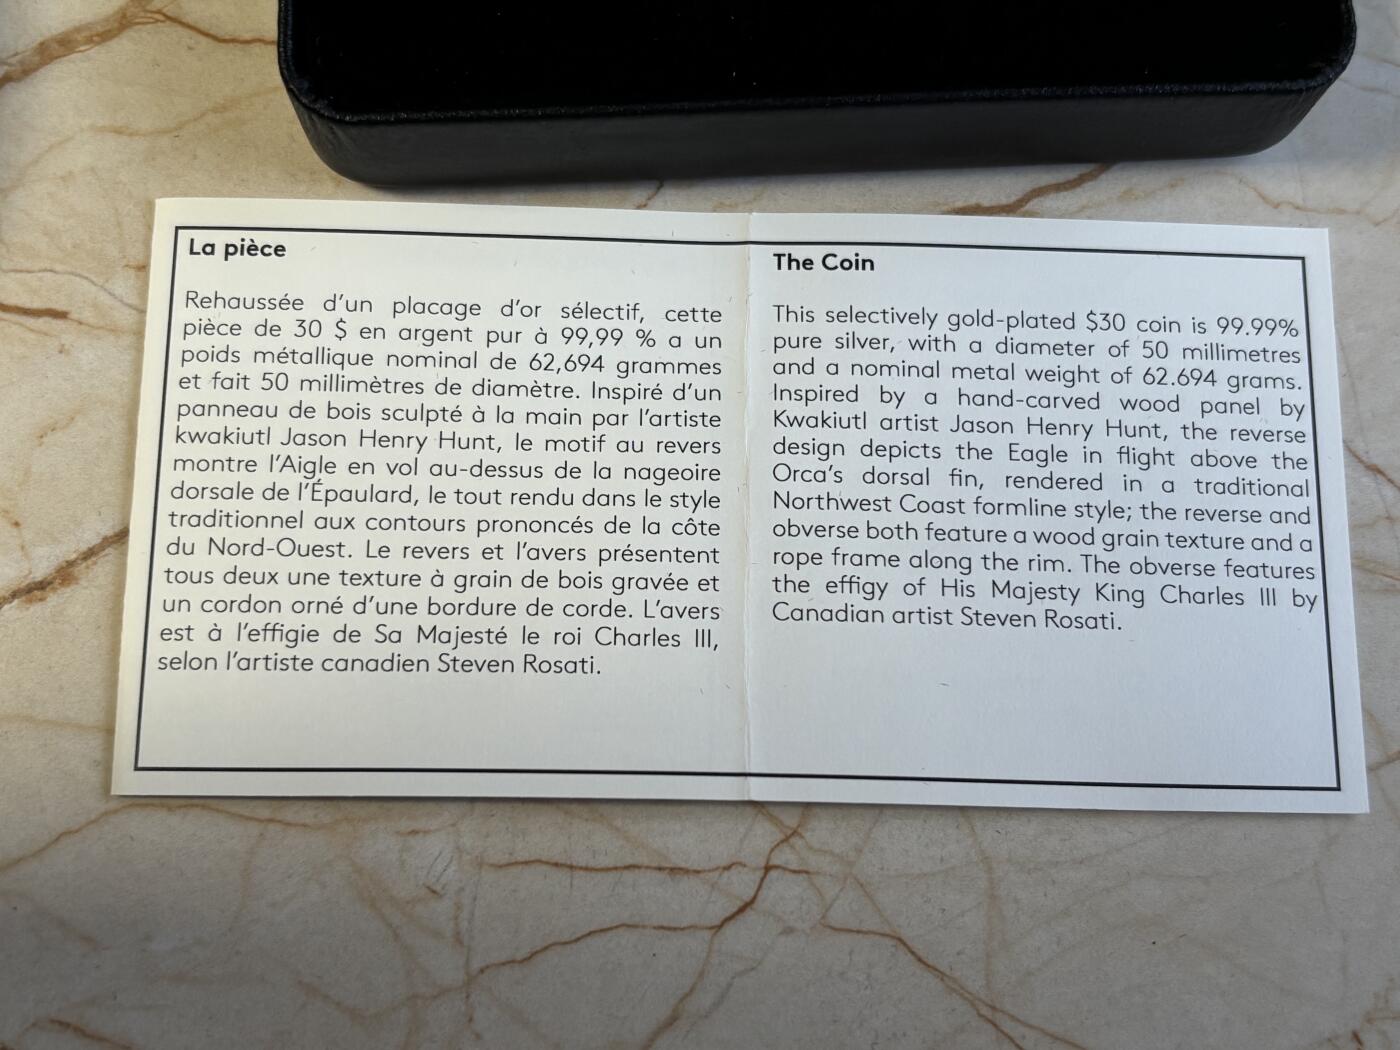 La pièce
Rehaussée d'un placage d'or sélectif, cette
pièce de 30 $ en argent pur à 99,99 % a un
poids métallique nominal de 62,694 grammes
et fait 50 millimètres de diamètre. Inspiré d'un
panneau de bois sculpté à la main par l'artiste
kwakiutl Jason Henry Hunt, le motif au revers
montre l'Aigle en vol au-dessus de la nageoire
dorsale de l'Épaulard, le tout rendu dans le style
traditionnel aux contours prononcés de la côte
du Nord-Ouest. Le revers et l'avers présentent
tous deux une texture à grain de bois gravée et
un cordon orné d'une bordure de corde. L'avers
est à l'effigie de Sa Majesté le roi Charles III,
selon l'artiste canadien Steven Rosati.
The Coin
This selectively gold-plated $30 coin is 99.99%
pure silver, with a diameter of 50 millimetres
and a nominal metal weight of 62.694 grams.
Inspired by a hand-carved wood panel by
Kwakiutl artist Jason Henry Hunt, the reverse
design depicts the Eagle in flight above the
Orca's dorsal fin, rendered in a traditional
Northwest Coast formline style; the reverse and
obverse both feature a wood grain texture and a
rope frame along the rim. The obverse features
the effigy of His Majesty King Charles III by
Canadian artist Steven Rosati.